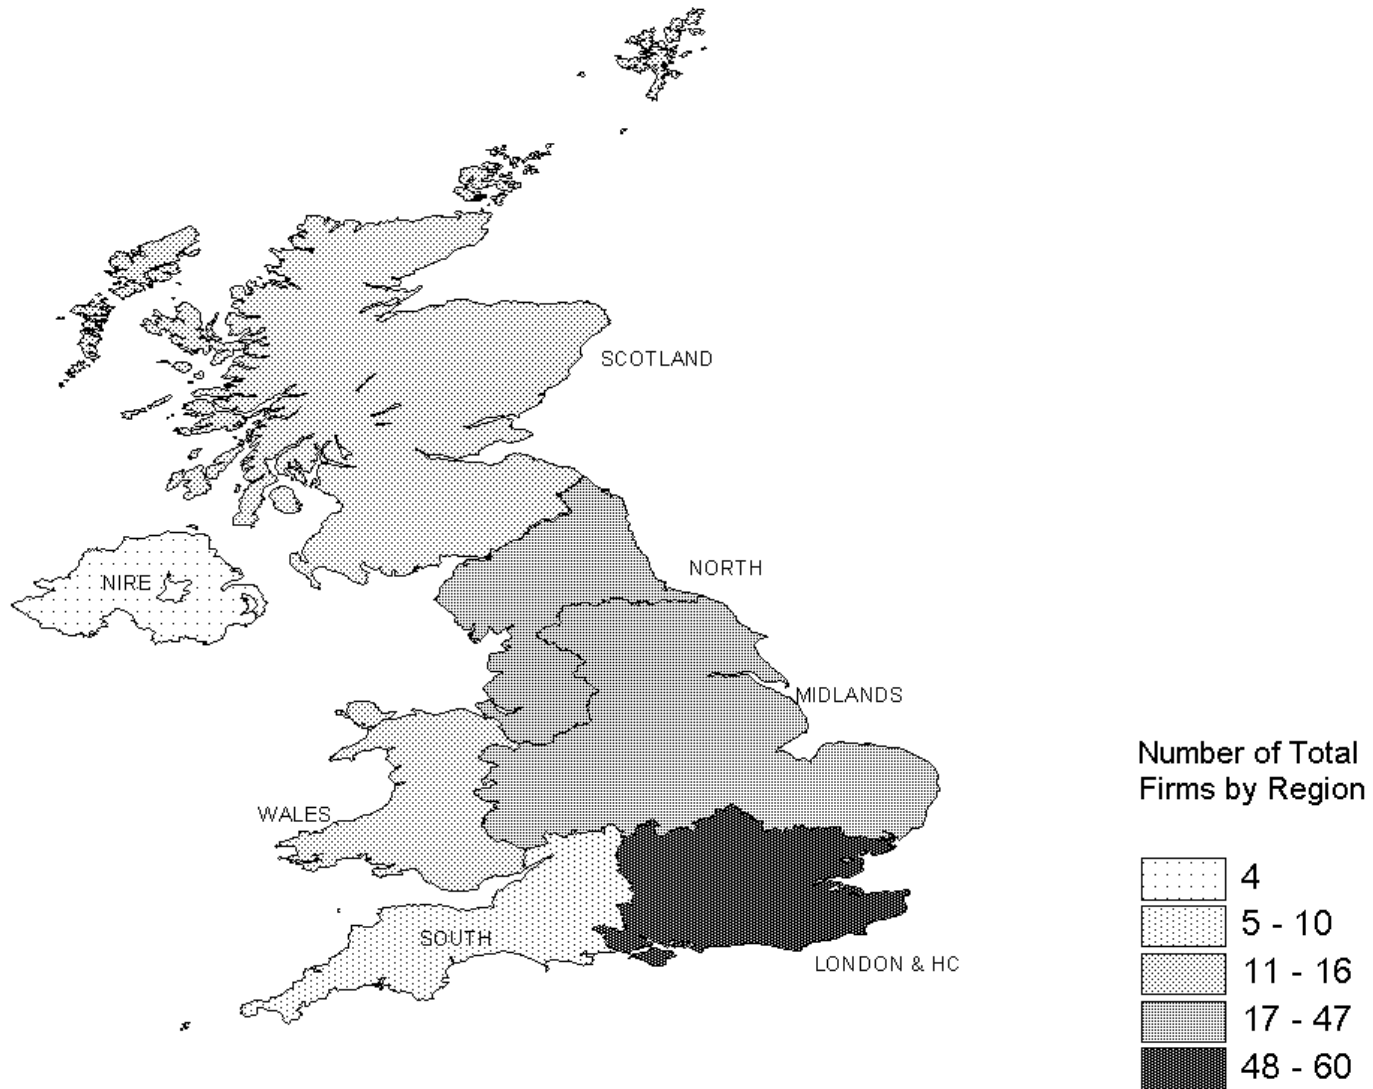 SCOTLAND
NORTH
NIRE
MIDLANDS
WALES
SOUTH
LONDON & HC
Number of Total
Firms by Region
4
5 - 10
11 - 16
17 - 47
48 - 60